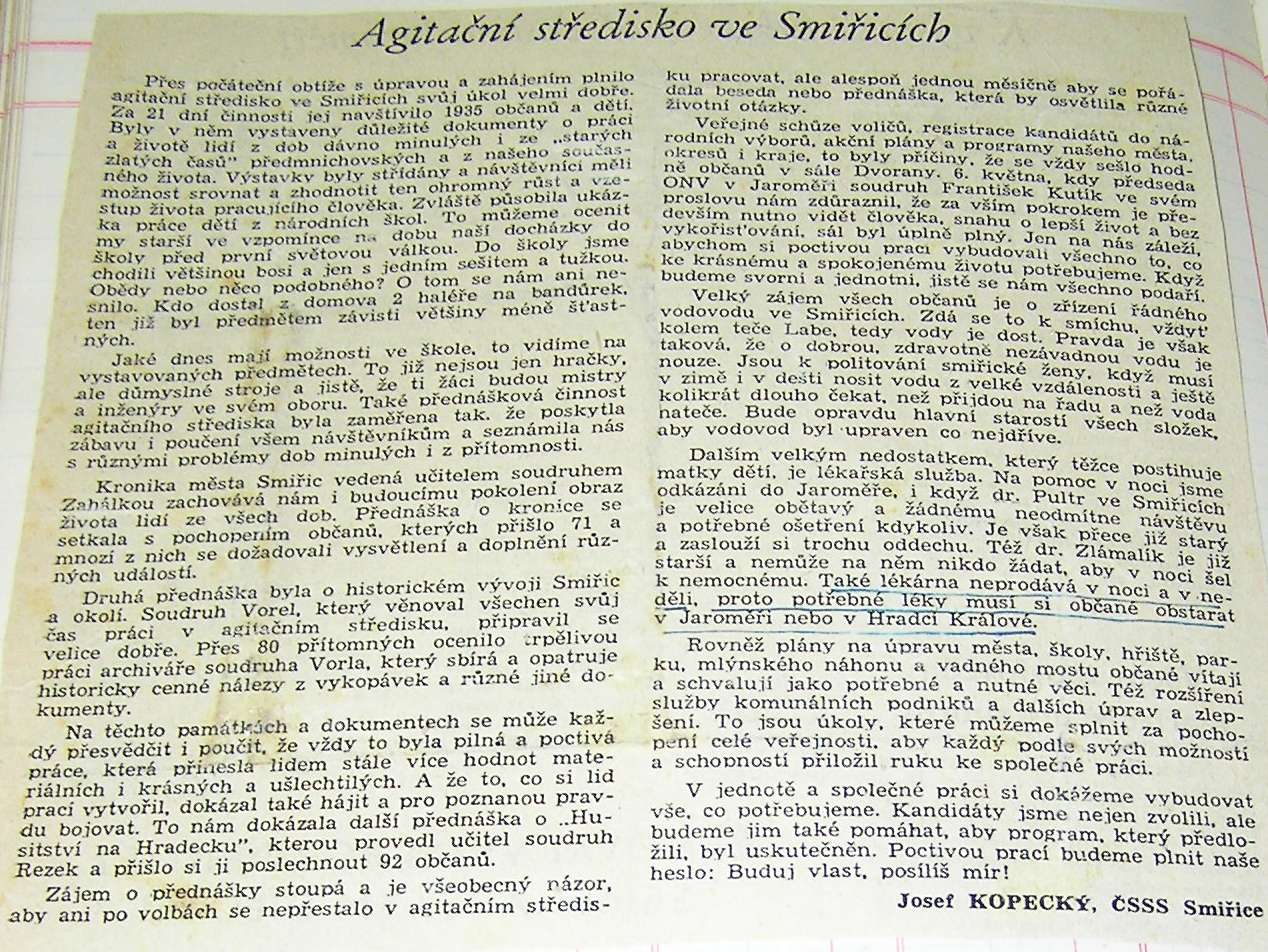 Agitační středisko ve Smiřicích
Přes počáteční obtíže s úpravou a zahájením plnilo
agitační středisko ve Smiřicích svůj úkol velmi dobře.
Za 21 dní činnosti jej navštívilo 1935 občanů a dětí.
Byly v něm vystaveny důležité dokumenty o práci
a životě lidí z dob dávno minulých i ze „starých
zlatých časů" předmnichovských a z našeho součas-
ného života. Výstavky byly střídány a návštěvníci měli
možnost srovnat a zhodnotit ten ohromný růst a vze-
stup života pracujícího člověka. Zvláště působila ukáz-
ka práce dětí z národních škol. To můžeme ocenit
my starší ve vzpomínce na dobu naší docházky do
školy před první světovou válkou. Do školy jsme
chodili většinou bosi a jen s jedním sešitem a tužkou.
Obědy nebo něco podobného? O tom se nám ani ne-
snilo. Kdo dostal z domova 2 haléře na bandůrek,
ten již byl předmětem závisti většiny méně šťast-
ných.
Jaké dnes mají možnosti ve škole, to vidíme na
vystavovaných předmětech. To již nejsou jen hračky,
ale důmyslné stroje a jistě, že ti žáci budou mistry
a inženýry ve svém oboru. Také přednášková činnost
agitačního střediska byla zaměřena tak, že poskytla
zábavu i poučení všem návštěvníkům a seznámila nás
s různými problémy dob minulých i z přítomnosti.
Kronika města Smiřic vedená učitelem soudruhem
Zahálkou zachovává nám i budoucímu pokolení obraz
života lidí ze všech dob. Přednáška o kronice se
setkala s pochopením občanů, kterých přišlo 71 a
mnozí z nich se dožadovali vysvětlení a doplnění růz-
ných událostí.
Druhá přednáška byla o historickém vývoji Smiřic
a okolí. Soudruh Vorel, který věnoval všechen svůj
čas práci v agitačním středisku, připravil se
velice dobře. Přes 80 přítomných ocenilo trpělivou
práci archiváře soudruha Vorla, který sbírá a opatruje
historicky cenné nálezy z vykopávek a různé jiné do-
kumenty.
Na těchto památkách a dokumentech se může kaž-
dý přesvědčit i poučit, že vždy to byla pilná a poctivá
práce, která přinesla lidem stále více hodnot mate-
riálních i krásných a ušlechtilých. A že to, co si lid
prací vytvořil, dokázal také hájit a pro poznanou prav-
du bojovat. To nám dokázala další přednáška o „Hu-
sitství na Hradecku", kterou provedl učitel soudruh
Rezek a přišlo si ji poslechnout 92 občanů.
Zájem o přednášky stoupá a je všeobecný názor,
aby ani po volbách se nepřestalo v agitačním středis-
ku pracovat, ale alespoň jednou měsíčně aby se pořá-
dala beseda nebo přednáška, která by osvětlila různé
životní otázky.
Veřejné schůze voličů, registrace kandidátů do ná-
rodních výborů, akční plány a programy našeho města,
okresů i kraje, to byly příčiny, že se vždy sešlo hod-
ně občanů v sále Dvorany. 6. května, kdy předseda
ONV v Jaroměři soudruh František Kutík ve svém
proslovu nám zdůraznil, že za vším pokrokem je pře-
devším nutno vidět člověka, snahu o lepší život a bez
vykořisťování, sál byl úplně plný. Jen na nás záleží,
abychom si poctivou prací vybudovali všechno to, co
ke krásnému a spokojenému životu potřebujeme. Když
budeme svorni a jednotni, jistě se nám všechno podaří.
Velký zájem všech občanů je o zřízení řádného
vodovodu ve Smiřicích. Zdá se to k smíchu, vždyť
kolem teče Labe, tedy vody je dost. Pravda je však
taková, že o dobrou, zdravotně nezávadnou vodu je
nouze. Jsou k politování smiřické ženy, když musí
v zimě i v dešti nosit vodu z velké vzdálenosti a ještě
kolikrát dlouho čekat, než přijdou na řadu a než voda
nateče. Bude opravdu hlavní starostí všech složek,
aby vodovod byl upraven co nejdříve.
Dalším velkým nedostatkem, který těžce postihuje
matky dětí, je lékařská služba. Na pomoc v noci jsme
odkázáni do Jaroměře, i když dr. Pultr ve Smiřicích
je velice obětavý a žádnému neodmítne návštěvu
a potřebné ošetření kdykoliv. Je však přece již starý
a zaslouží si trochu oddechu. Též dr. Zlámalík je již
starší a nemůže na něm nikdo žádat, aby v noci šel
k nemocnému. Také lékárna neprodává v noci a v ne-
děli, proto potřebné léky musí si občané obstarat
v Jaroměři nebo v Hradci Králové.
Rovněž plány na úpravu města, školy, hřiště, par-
ku, mlýnského náhonu a vadného mostu občané vítají
a schvalují jako potřebné a nutné věci. Též rozšíření
služby komunálních podniků a dalších úprav a zlep-
šení. To jsou úkoly, které můžeme splnit za pocho-
pení celé veřejnosti, aby každý podle svých možností
a schopností přiložil ruku ke společné práci.
V jednotě a společné práci si dokážeme vybudovat
vše, co potřebujeme. Kandidáty jsme nejen zvolili, ale
budeme jim také pomáhat, aby program, který předlo-
žili, byl uskutečněn. Poctivou prací budeme plnit naše
heslo: Buduj vlast, posílíš mír!
Josef KOPECKÝ, ČSSS Smiřice